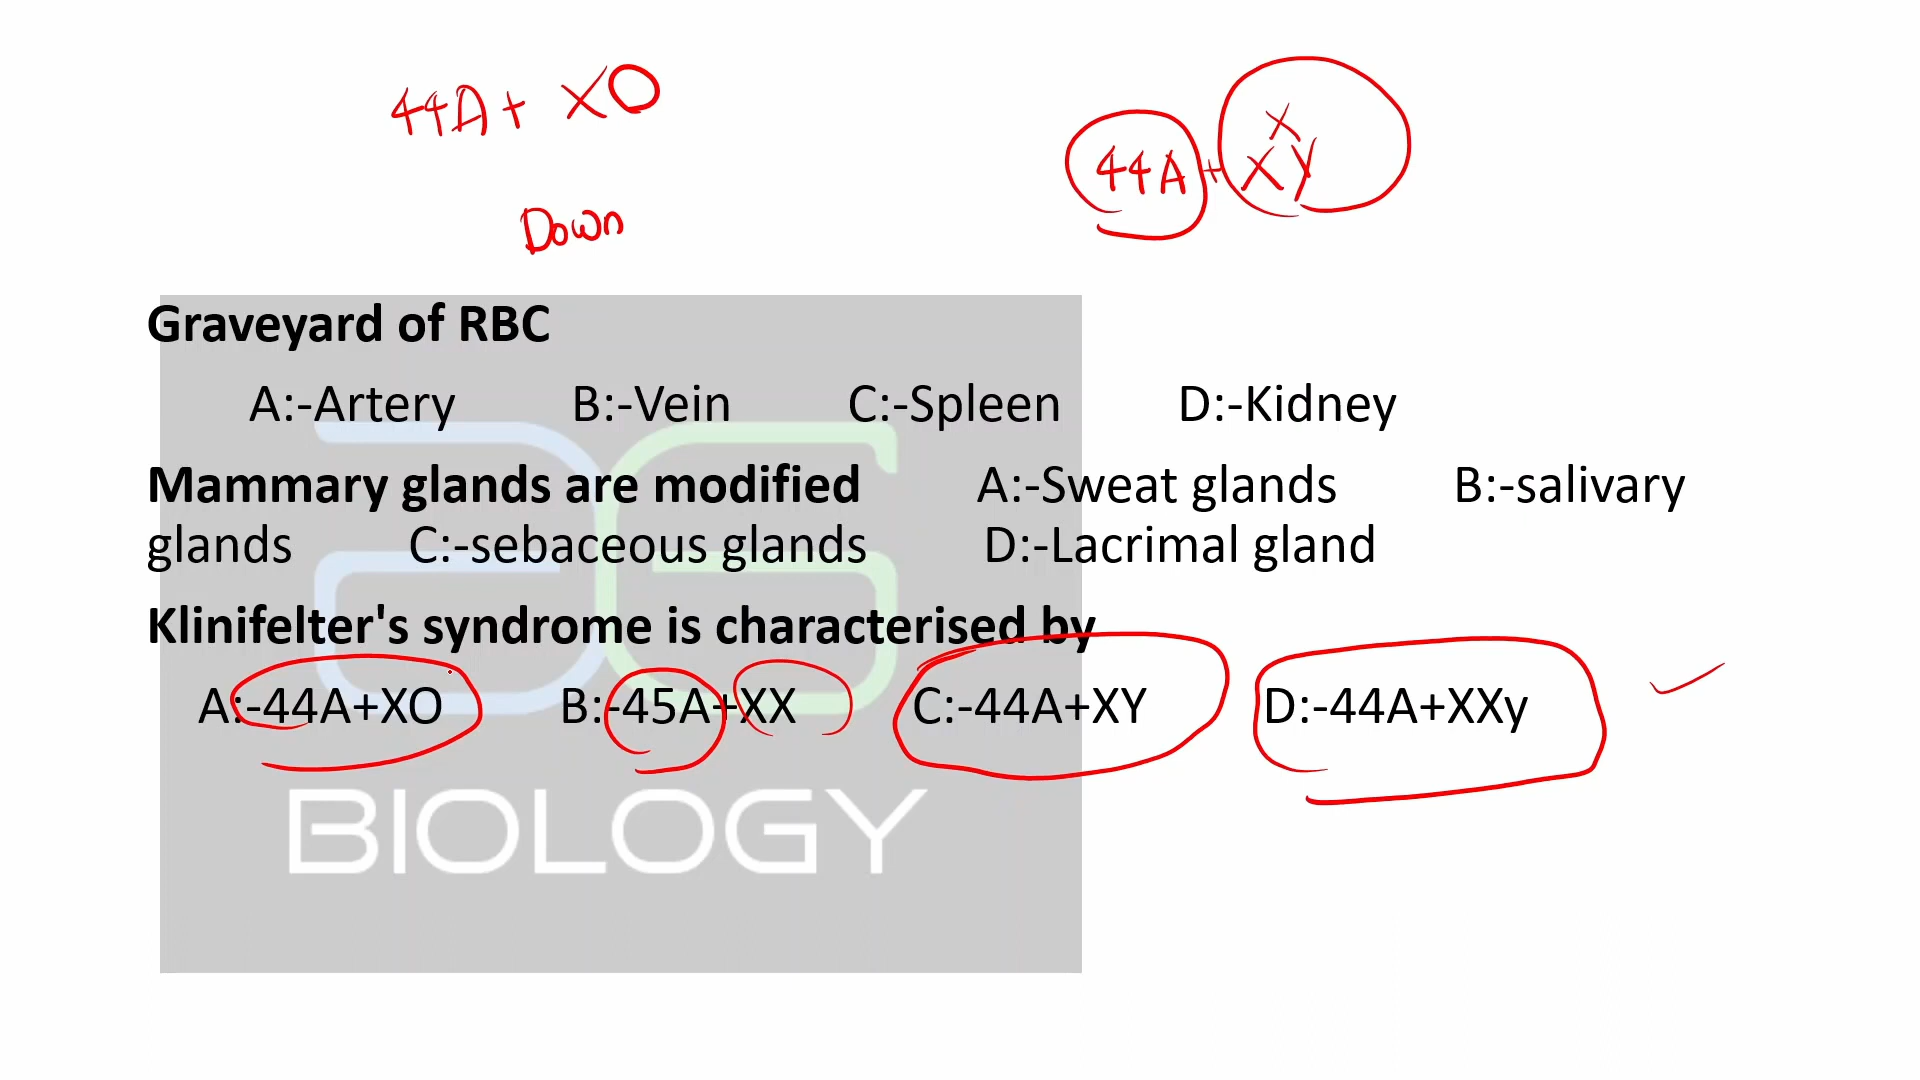 44A+ XO
X
44A + XY
Down
Graveyard of RBC
A:-Artery B:-Vein C:-Spleen D:-Kidney
Mammary glands are modified A:-Sweat glands B:-salivary
glands C:-sebaceous glands D:-Lacrimal gland
Klinifelter's syndrome is characterised by
A:-44A+XO B:-45A+XX C:-44A+XY D:-44A+XXy
BIOLOGY